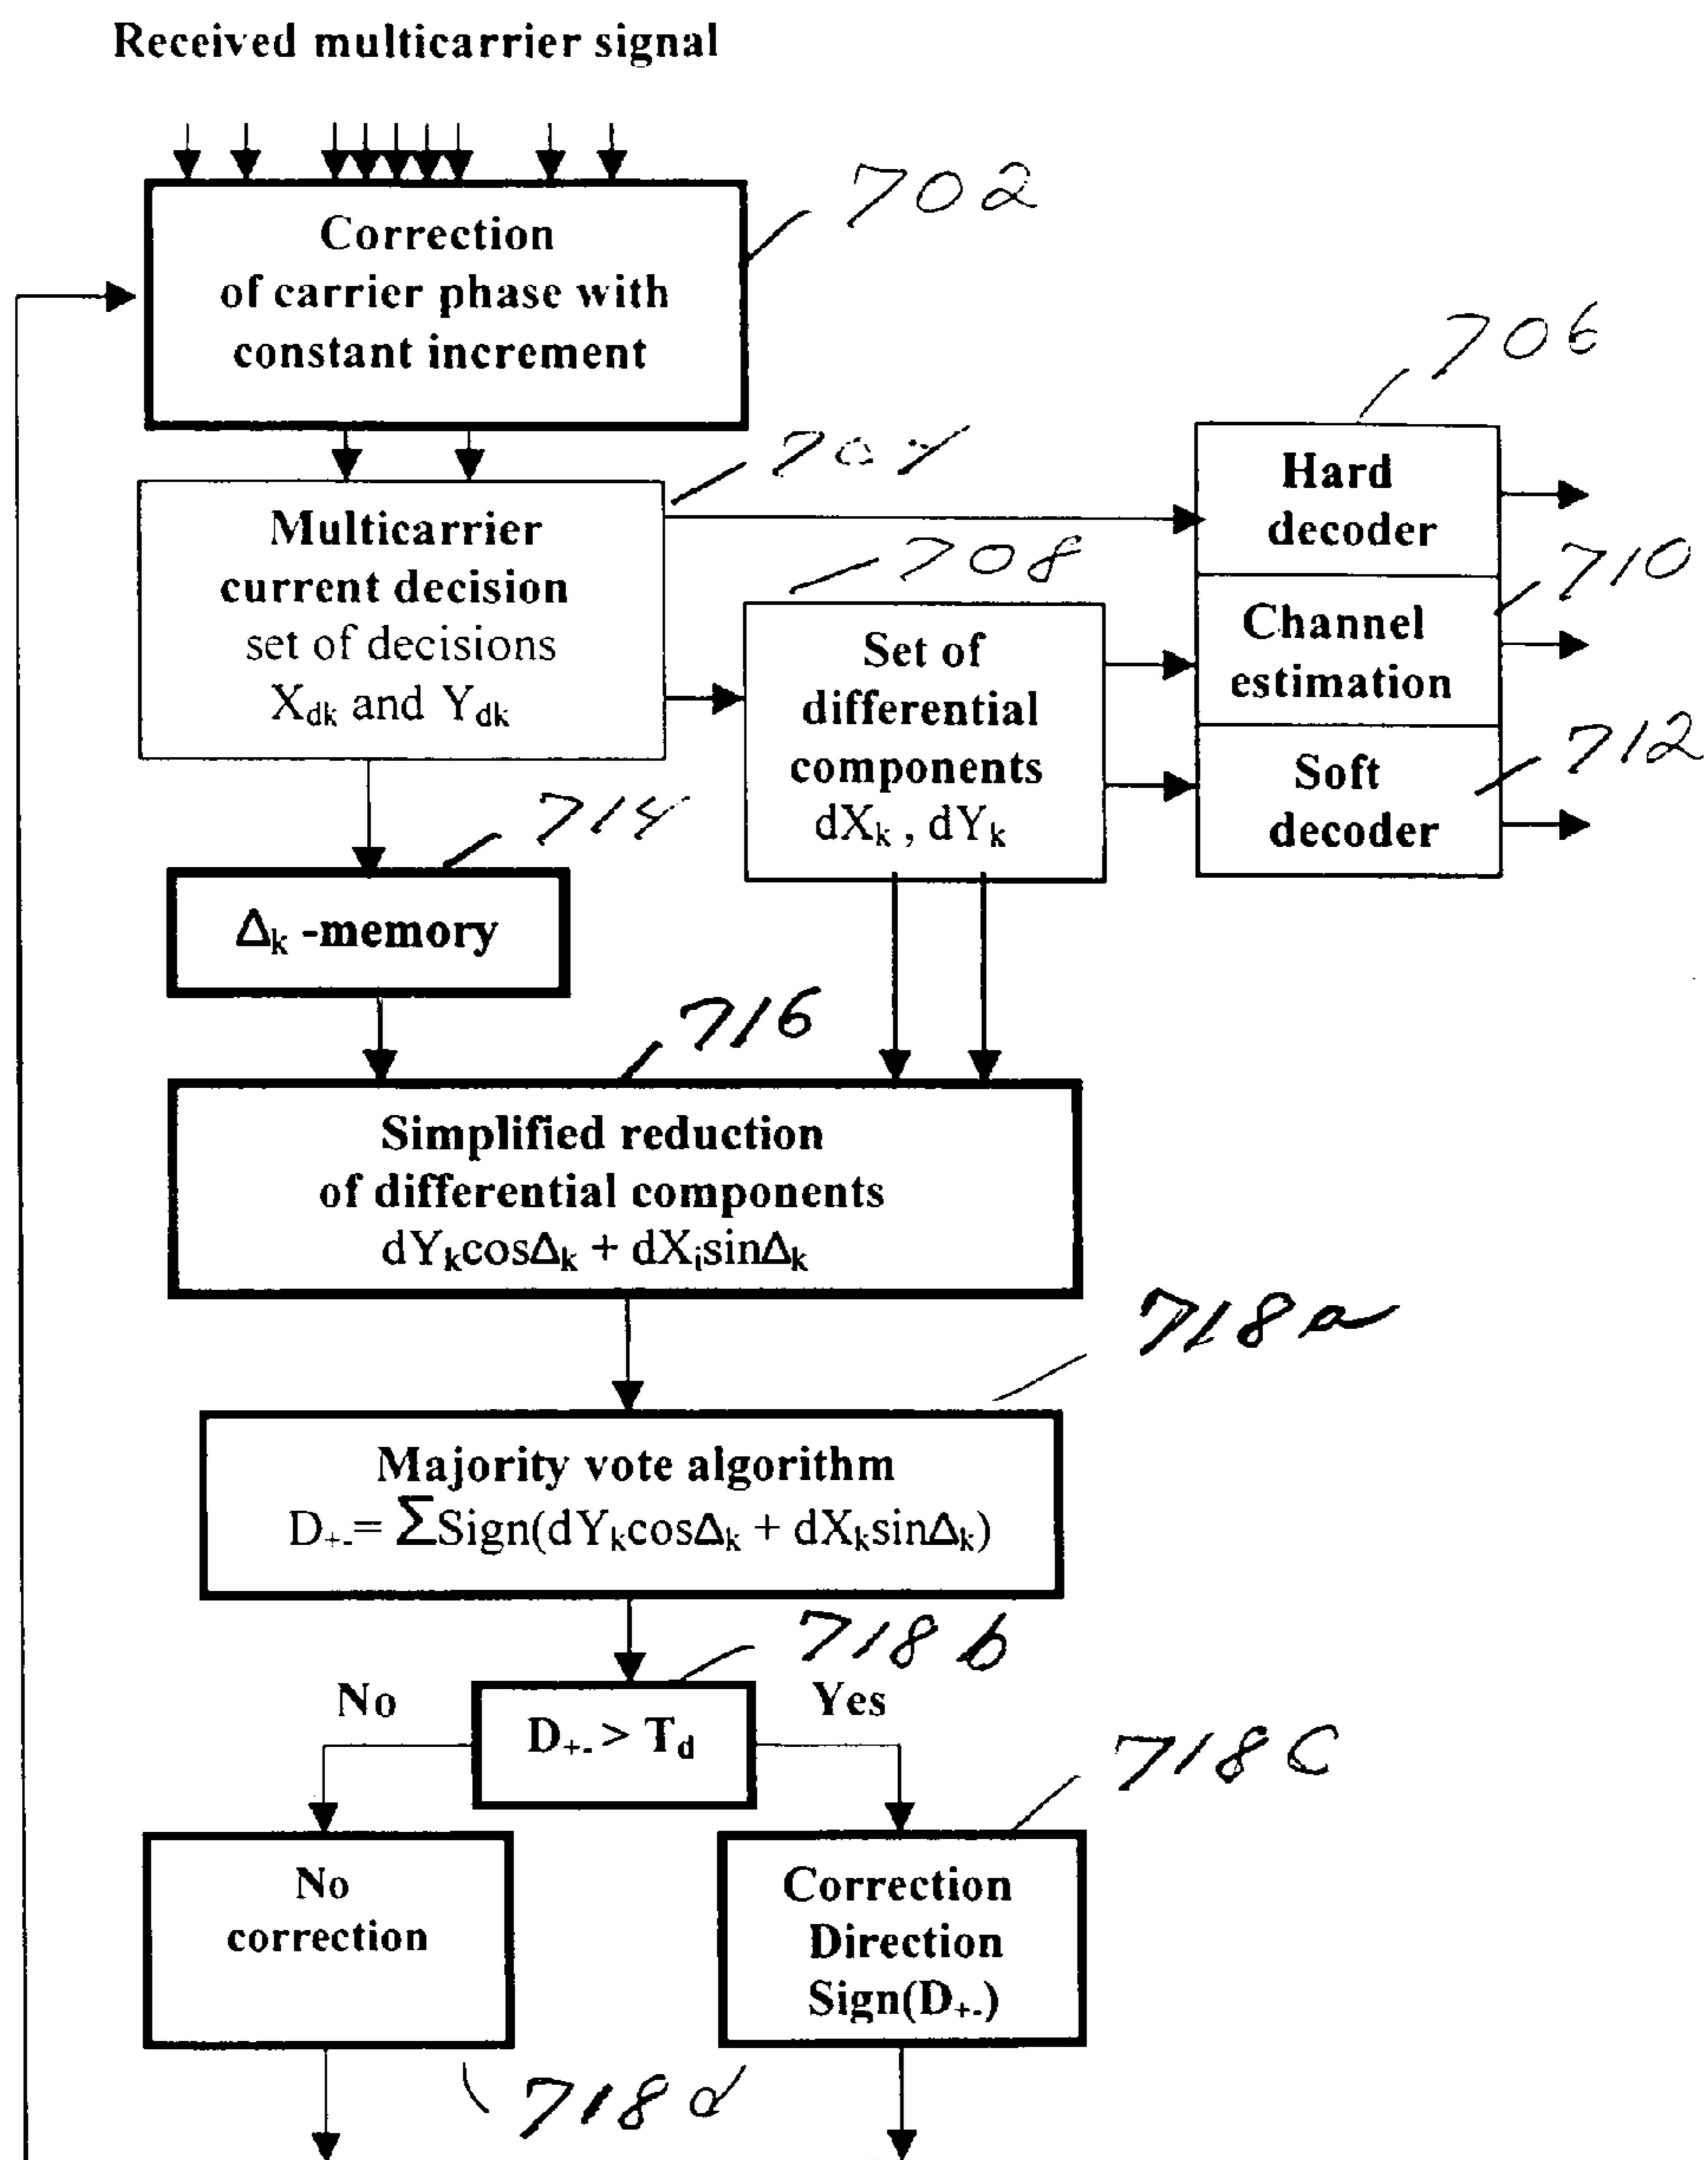 Received multicarrier signal
702
Correction
of carrier phase with
constant increment
706
704
Hard
decoder
Multicarrier
current decision
set of decisions
Xdk and Ydk
708
710
Channel
estimation
Set of
differential
components
dXk , dYk
712
Soft
decoder
714
Δk -memory
716
Simplified reduction
of differential components
dYkcosΔk + dXisinΔk
718a
Majority vote algorithm
D+-= ΣSign(dYkcosΔk + dXksinΔk)
718b
No
D+- > Td
Yes
718c
No
correction
Correction
Direction
Sign(D+-)
718d